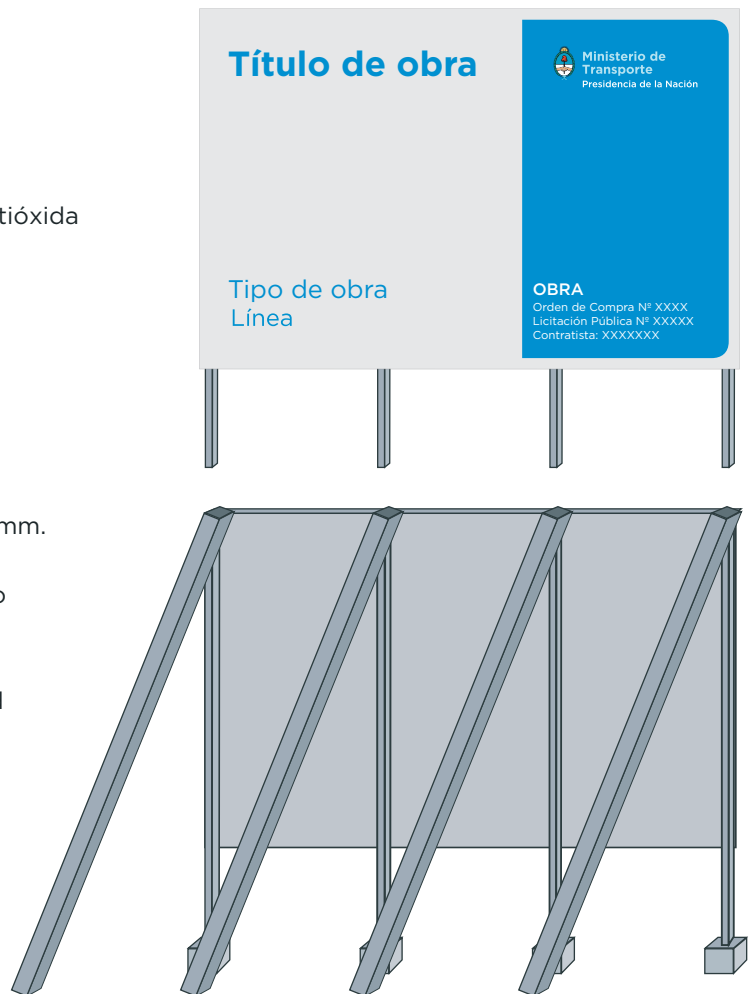 Título de obra
Ministerio de
Transporte
Presidencia de la Nación
tióxida
Tipo de obra
Línea
OBRA
Orden de Compra Nº XXXX
Licitación Pública Nº XXXXX
Contratista: XXXXXXX
mm.